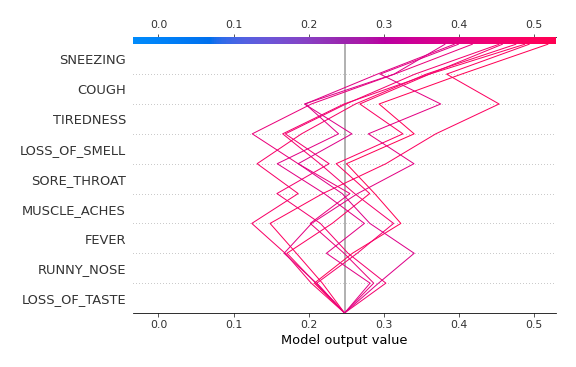 0.0 0.1 0.2 0.3 0.4 0.5
SNEEZING
COUGH
TIREDNESS
LOSS_OF_SMELL
SORE_THROAT
MUSCLE_ACHES
FEVER
RUNNY_NOSE
LOSS_OF_TASTE
0.0 0.1 0.2 0.3 0.4 0.5
Model output value